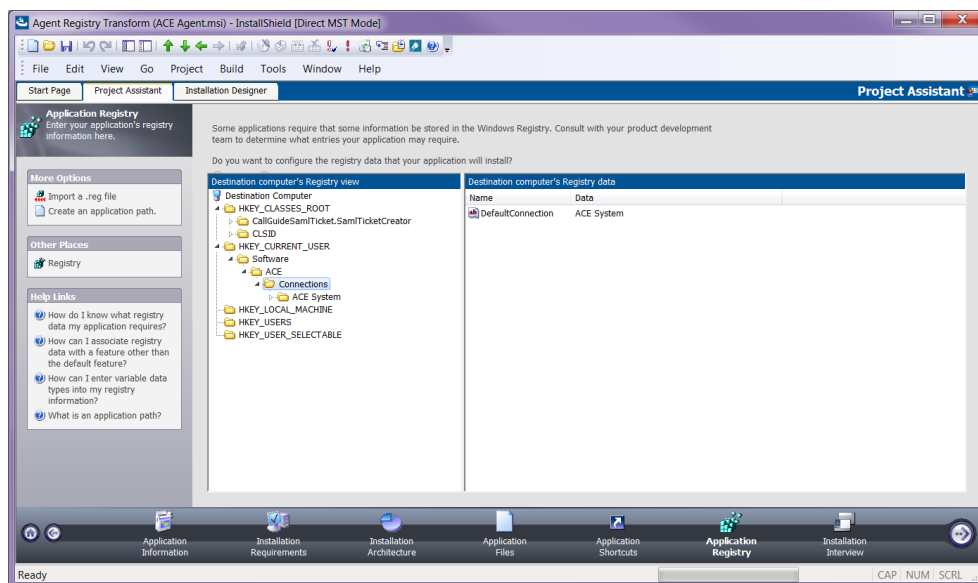 Agent Registry Transform (ACE Agent.msi) - InstallShield [Direct MST Mode]
File Edit View Go Project Build Tools Window Help
Start Page Project Assistant Installation Designer
Project Assistant
Application Registry
Enter your application's registry
information here.
More Options
Import a .reg file
Create an application path.
Other Places
Registry
Help Links
How do I know what registry
data my application requires?
How can I associate registry
data with a feature other than
the default feature?
How can I enter variable data
types into my registry
information?
What is an application path?
Some applications require that some information be stored in the Windows Registry. Consult with your product development
team to determine what entries your application may require.
Do you want to configure the registry data that your application will install?
Destination computer's Registry view
Destination Computer
HKEY_CLASSES_ROOT
CallGuideSamlTicket.SamlTicketCreator
CLSID
HKEY_CURRENT_USER
Software
ACE
Connections
ACE System
HKEY_LOCAL_MACHINE
HKEY_USERS
HKEY_USER_SELECTABLE
Destination computer's Registry data
Name Data
DefaultConnection ACE System
Application
Information
Installation
Requirements
Installation
Architecture
Application
Files
Application
Shortcuts
Application
Registry
Installation
Interview
Ready
CAP NUM SCRL